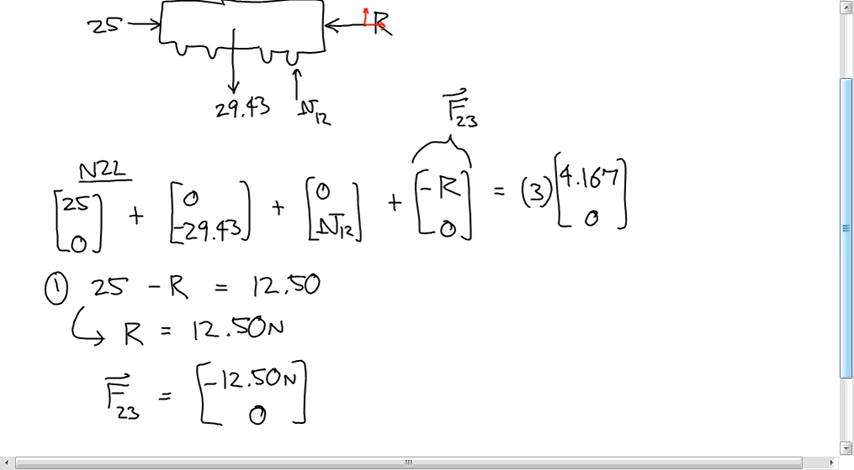 25 R
29.43 N12
F23
N2L
[25 0] + [0 -29.43] + [0 N12] + [-R 0] = (3) [4.167 0]
① 25 - R = 12.50
R = 12.50N
F23 = [-12.50N 0]